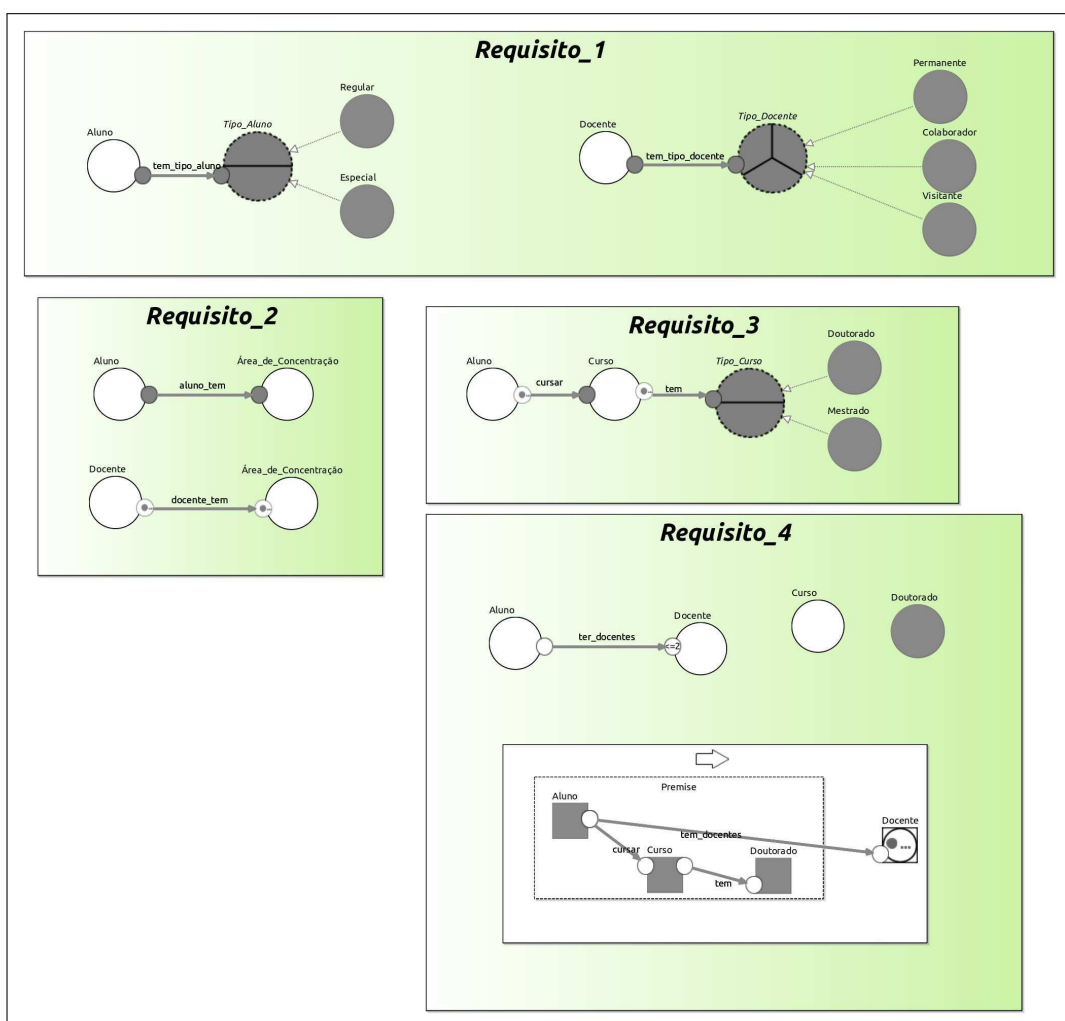 Requisito_1
Aluno
tem_tipo_aluno
Tipo_Aluno
Regular
Especial
Docente
tem_tipo_docente
Tipo_Docente
Permanente
Colaborador
Visitante
Requisito_2
Aluno
aluno_tem
Área_de_Concentração
Docente
docente_tem
Área_de_Concentração
Requisito_3
Aluno
cursar
Curso
tem
Tipo_Curso
Doutorado
Mestrado
Requisito_4
Aluno
ter_docentes
Docente
<=2
Curso
Doutorado
Premise
Aluno
tem_docentes
Docente
...
cursar
Curso
tem
Doutorado